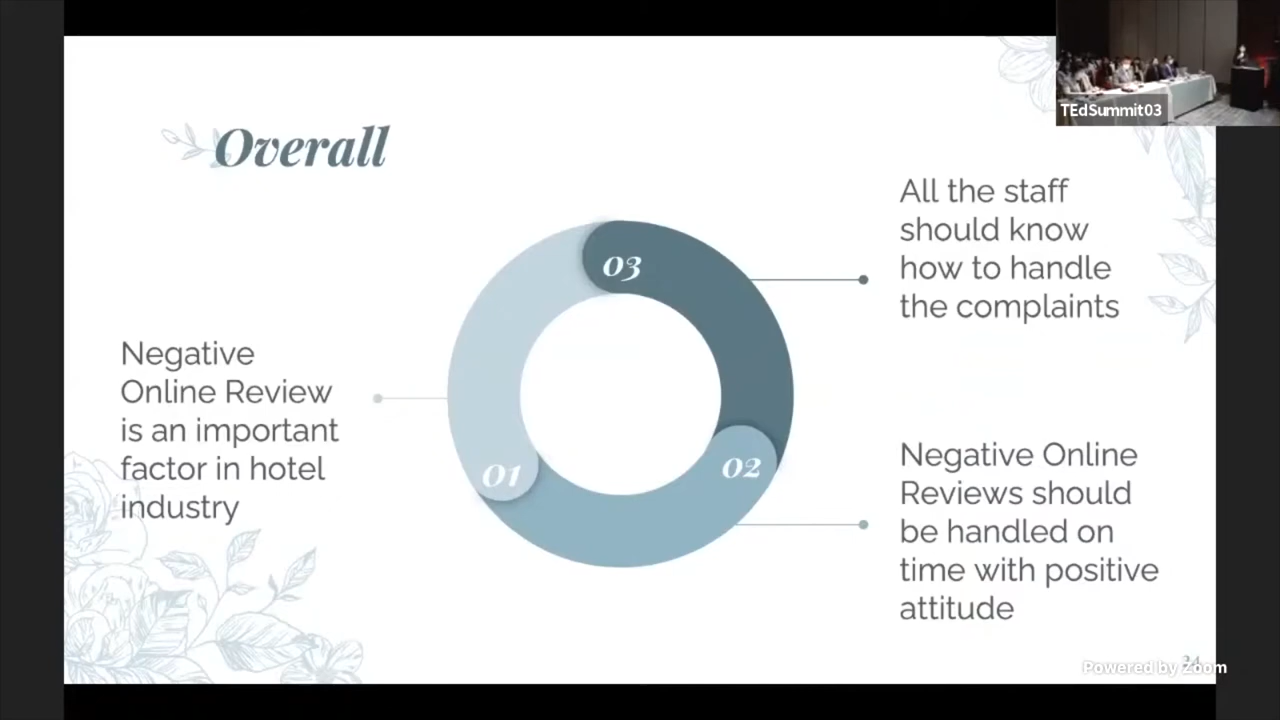 TEdSummit03
Overall
03
All the staff
should know
how to handle
the complaints
Negative
Online Review
is an important
factor in hotel
industry
01
02
Negative Online
Reviews should
be handled on
time with positive
attitude
Powered by Zoom